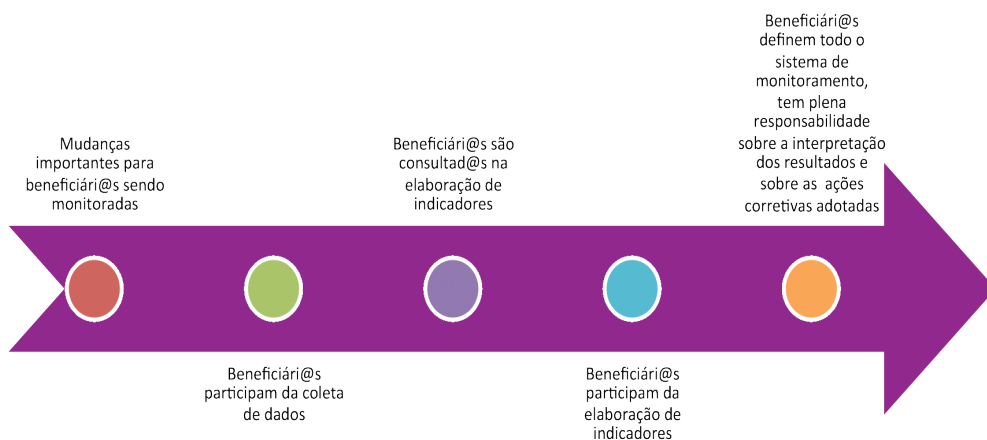 Mudanças
importantes para
beneficiári@s sendo
monitoradas
Beneficiári@s
participam da coleta
de dados
Beneficiári@s são
consultad@s na
elaboração de
indicadores
Beneficiári@s
participam da
elaboração de
indicadores
Beneficiári@s
definem todo o
sistema de
monitoramento,
tem plena
responsabilidade
sobre a interpretação
dos resultados e
sobre as ações
corretivas adotadas